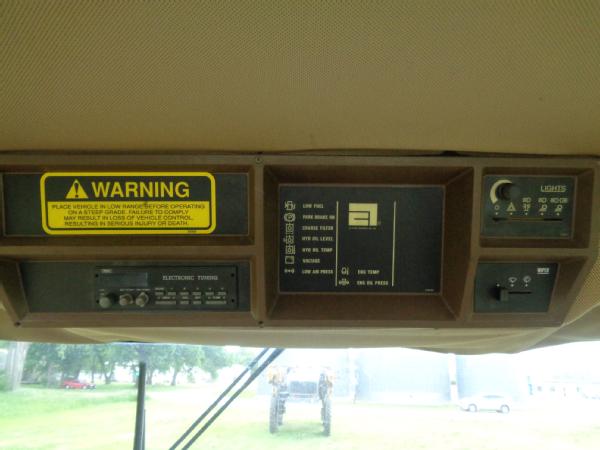 WARNING
PLACE VEHICLE IN LOW RANGE BEFORE OPERATING
ON A STEEP GRADE. FAILURE TO COMPLY
MAY RESULT IN LOSS OF VEHICLE CONTROL,
RESULTING IN SERIOUS INJURY OR DEATH.
ELECTRONIC TUNING
LOW FUEL
PARK BRAKE ON
CHARGE FILTER
HYD OIL LEVEL
HYD OIL TEMP
VOLTAGE
LOW AIR PRESS
ENG TEMP
ENG OIL PRESS
LIGHTS
WIPER